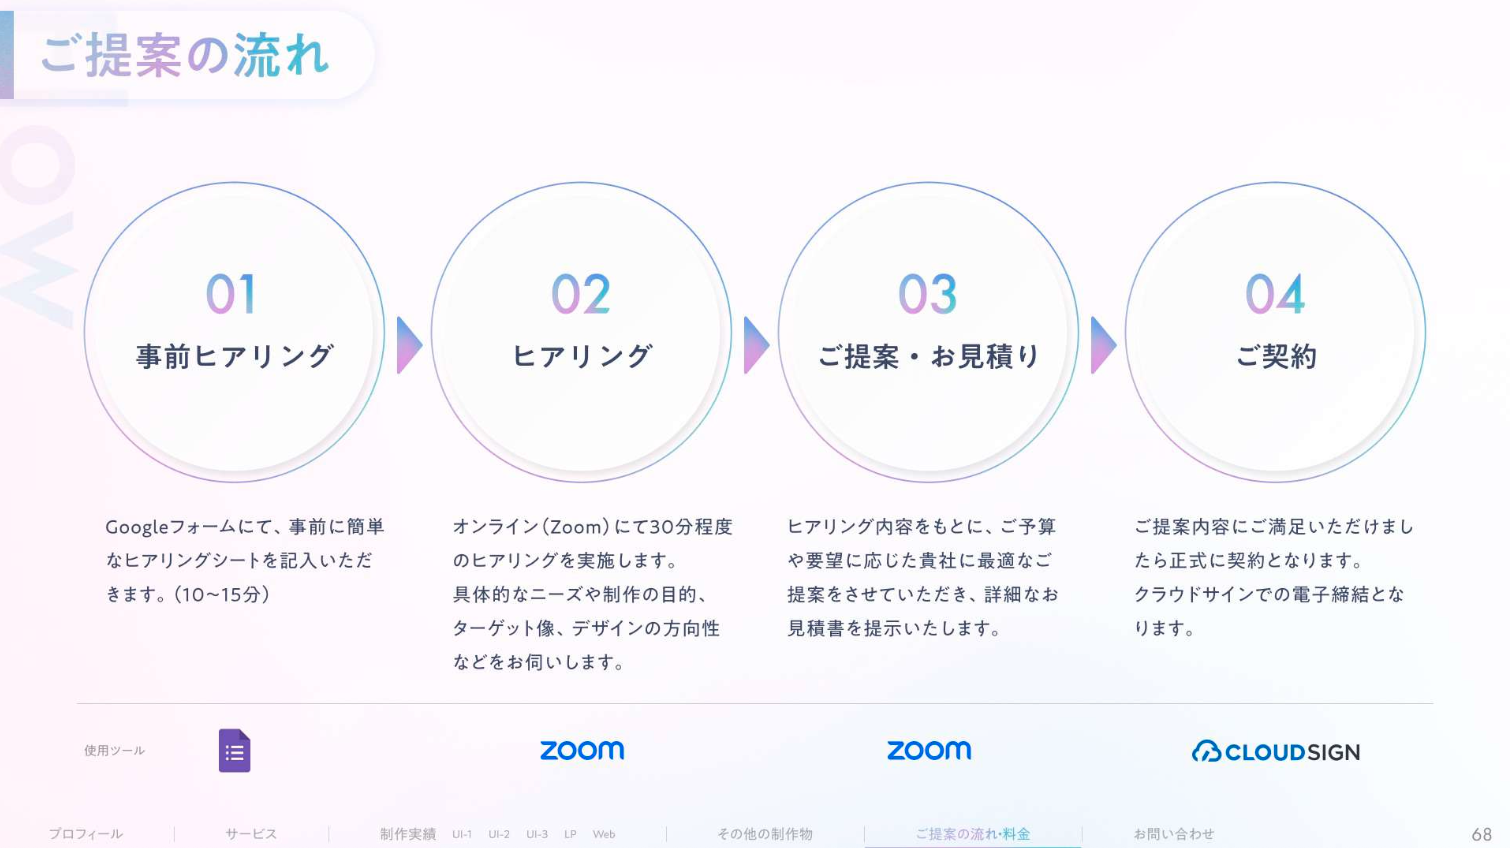 ご提案の流れ
OW
01
事前ヒアリング
02
ヒアリング
03
ご提案・お見積り
04
ご契約
Googleフォームにて、事前に簡単
なヒアリングシートを記入いただ
きます。(10~15分)
オンライン(Zoom)にて30分程度
のヒアリングを実施します。
具体的なニーズや制作の目的、
ターゲット像、デザインの方向性
などをお伺いします。
ヒアリング内容をもとに、ご予算
や要望に応じた貴社に最適なご
提案をさせていただき、詳細なお
見積書を提示いたします。
ご提案内容にご満足いただけまし
たら正式に契約となります。
クラウドサインでの電子締結とな
ります。
使用ツール
zoom
zoom
CLOUDSIGN
プロフィール
サービス
制作実績 UI-1 UI-2 UI-3 LP Web
その他の制作物
ご提案の流れ・料金
お問い合わせ
68